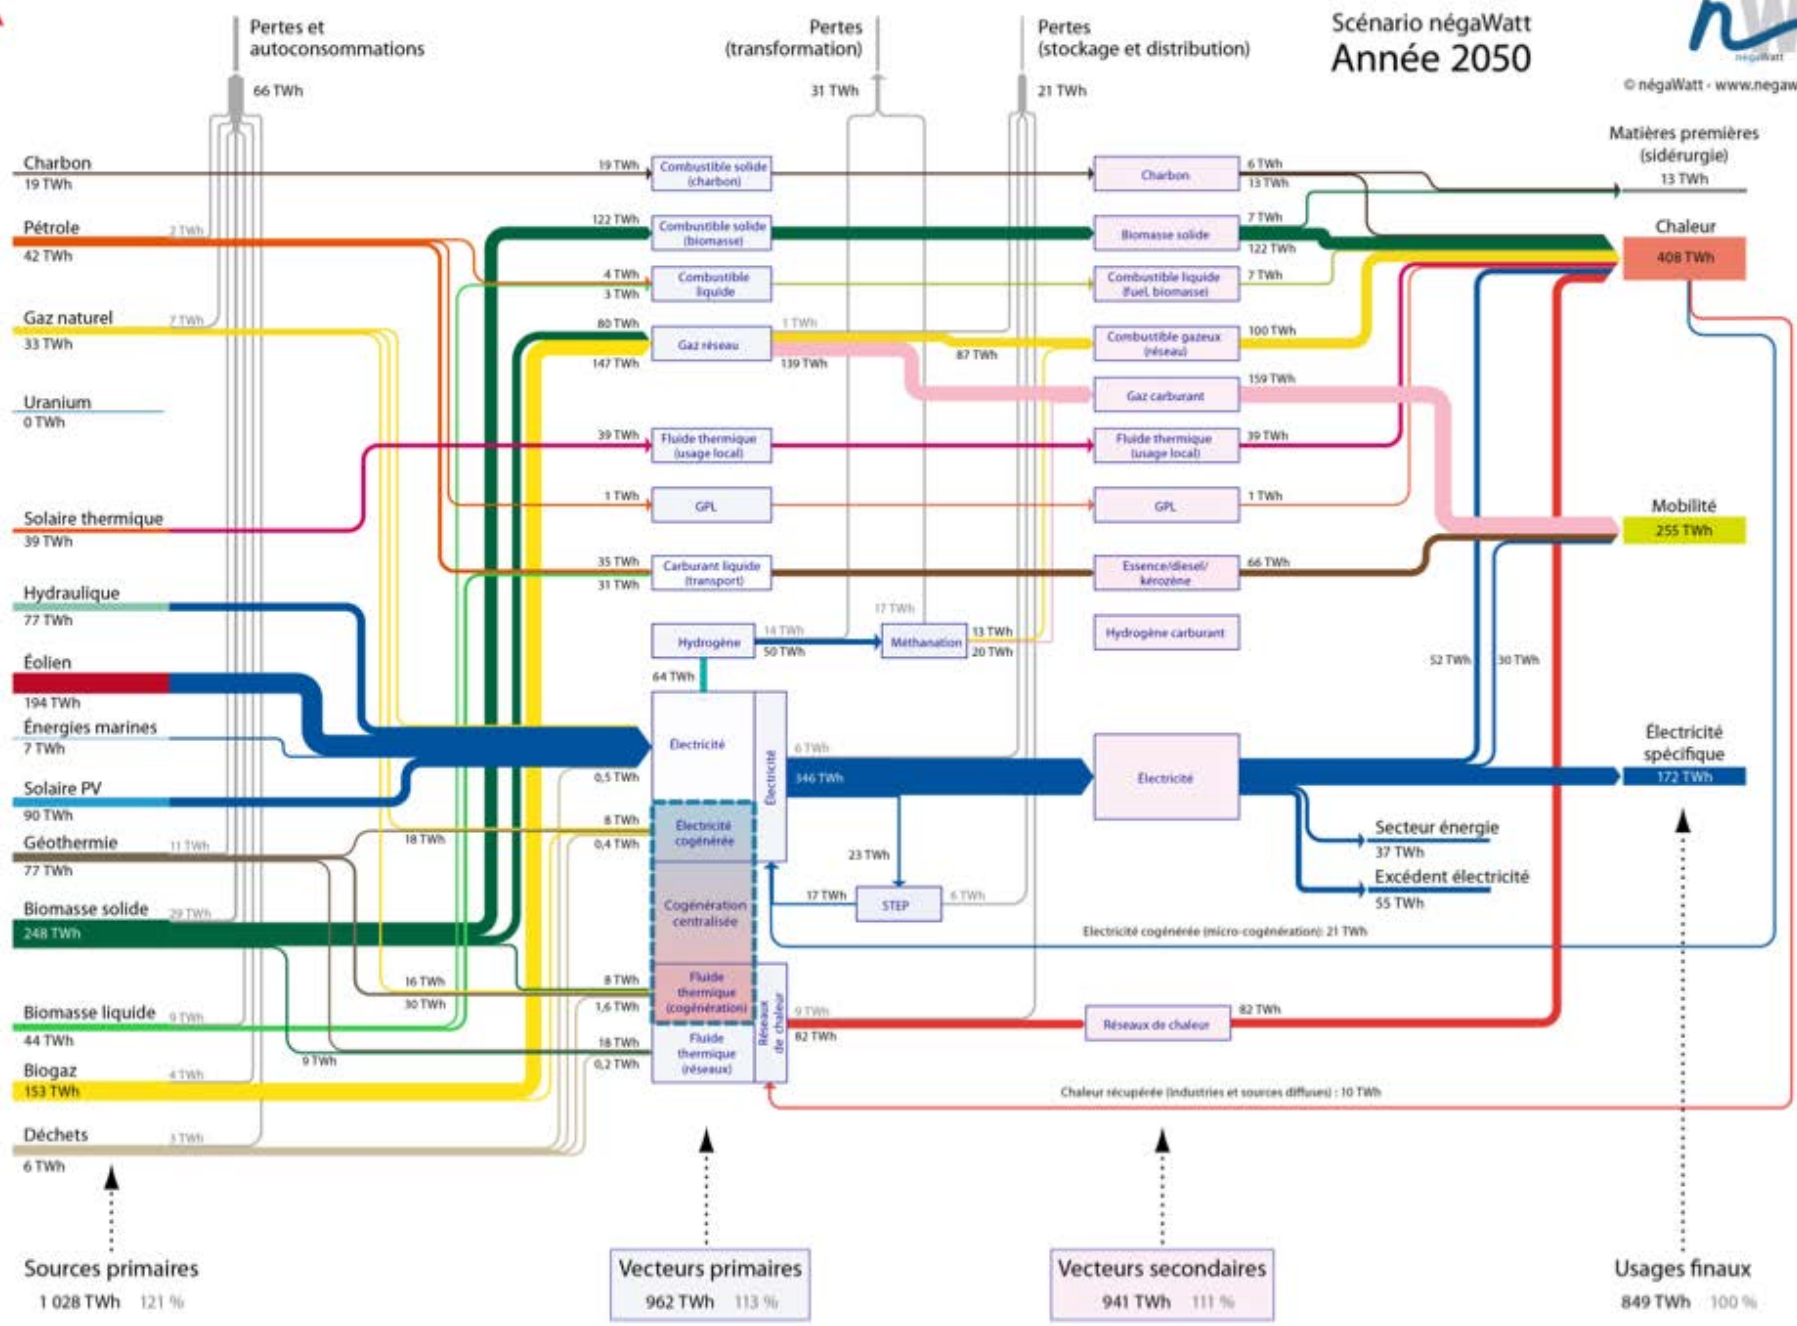 Pertes et
autoconsommations
66 TWh
Pertes
(transformation)
31 TWh
Pertes
(stockage et distribution)
21 TWh
Scénario négaWatt
Année 2050
négaWatt
© négaWatt - www.negaw
Charbon
19 TWh
Pétrole
2 TWh
42 TWh
Gaz naturel
7 TWh
33 TWh
Uranium
0 TWh
Solaire thermique
39 TWh
Hydraulique
77 TWh
Éolien
194 TWh
Énergies marines
7 TWh
Solaire PV
90 TWh
Géothermie
11 TWh
77 TWh
Biomasse solide
29 TWh
248 TWh
Biomasse liquide
9 TWh
44 TWh
Biogaz
4 TWh
153 TWh
Déchets
3 TWh
6 TWh
18 TWh
16 TWh
30 TWh
9 TWh
19 TWh
Combustible solide
(charbon)
122 TWh
Combustible solide
(biomasse)
4 TWh
3 TWh
Combustible
liquide
80 TWh
147 TWh
Gaz réseau
1 TWh
139 TWh
87 TWh
39 TWh
Fluide thermique
(usage local)
1 TWh
GPL
35 TWh
31 TWh
Carburant liquide
(transport)
Hydrogène
14 TWh
50 TWh
17 TWh
Méthanation
13 TWh
20 TWh
64 TWh
Électricité
Électricité
0,5 TWh
6 TWh
346 TWh
8 TWh
0,4 TWh
Électricité
cogénérée
Cogénération
centralisée
23 TWh
17 TWh
STEP
6 TWh
Electricité cogénérée (micro-cogénération): 21 TWh
8 TWh
1,6 TWh
Fluide
thermique
(cogénération)
18 TWh
0,2 TWh
Fluide
thermique
(réseaux)
Réseaux
de chaleur
9 TWh
82 TWh
Chaleur récupérée (industries et sources diffuses) : 10 TWh
Charbon
6 TWh
13 TWh
Biomasse solide
7 TWh
122 TWh
Combustible liquide
(fuel, biomasse)
7 TWh
Combustible gazeux
(réseau)
100 TWh
Gaz carburant
159 TWh
Fluide thermique
(usage local)
39 TWh
GPL
1 TWh
Essence/diesel/
kérozène
66 TWh
Hydrogène carburant
Électricité
52 TWh
30 TWh
Secteur énergie
37 TWh
Excédent électricité
55 TWh
Réseaux de chaleur
82 TWh
Matières premières
(sidérurgie)
13 TWh
Chaleur
408 TWh
Mobilité
255 TWh
Électricité
spécifique
172 TWh
Sources primaires
1 028 TWh 121 %
Vecteurs primaires
962 TWh 113 %
Vecteurs secondaires
941 TWh 111 %
Usages finaux
849 TWh 100 %